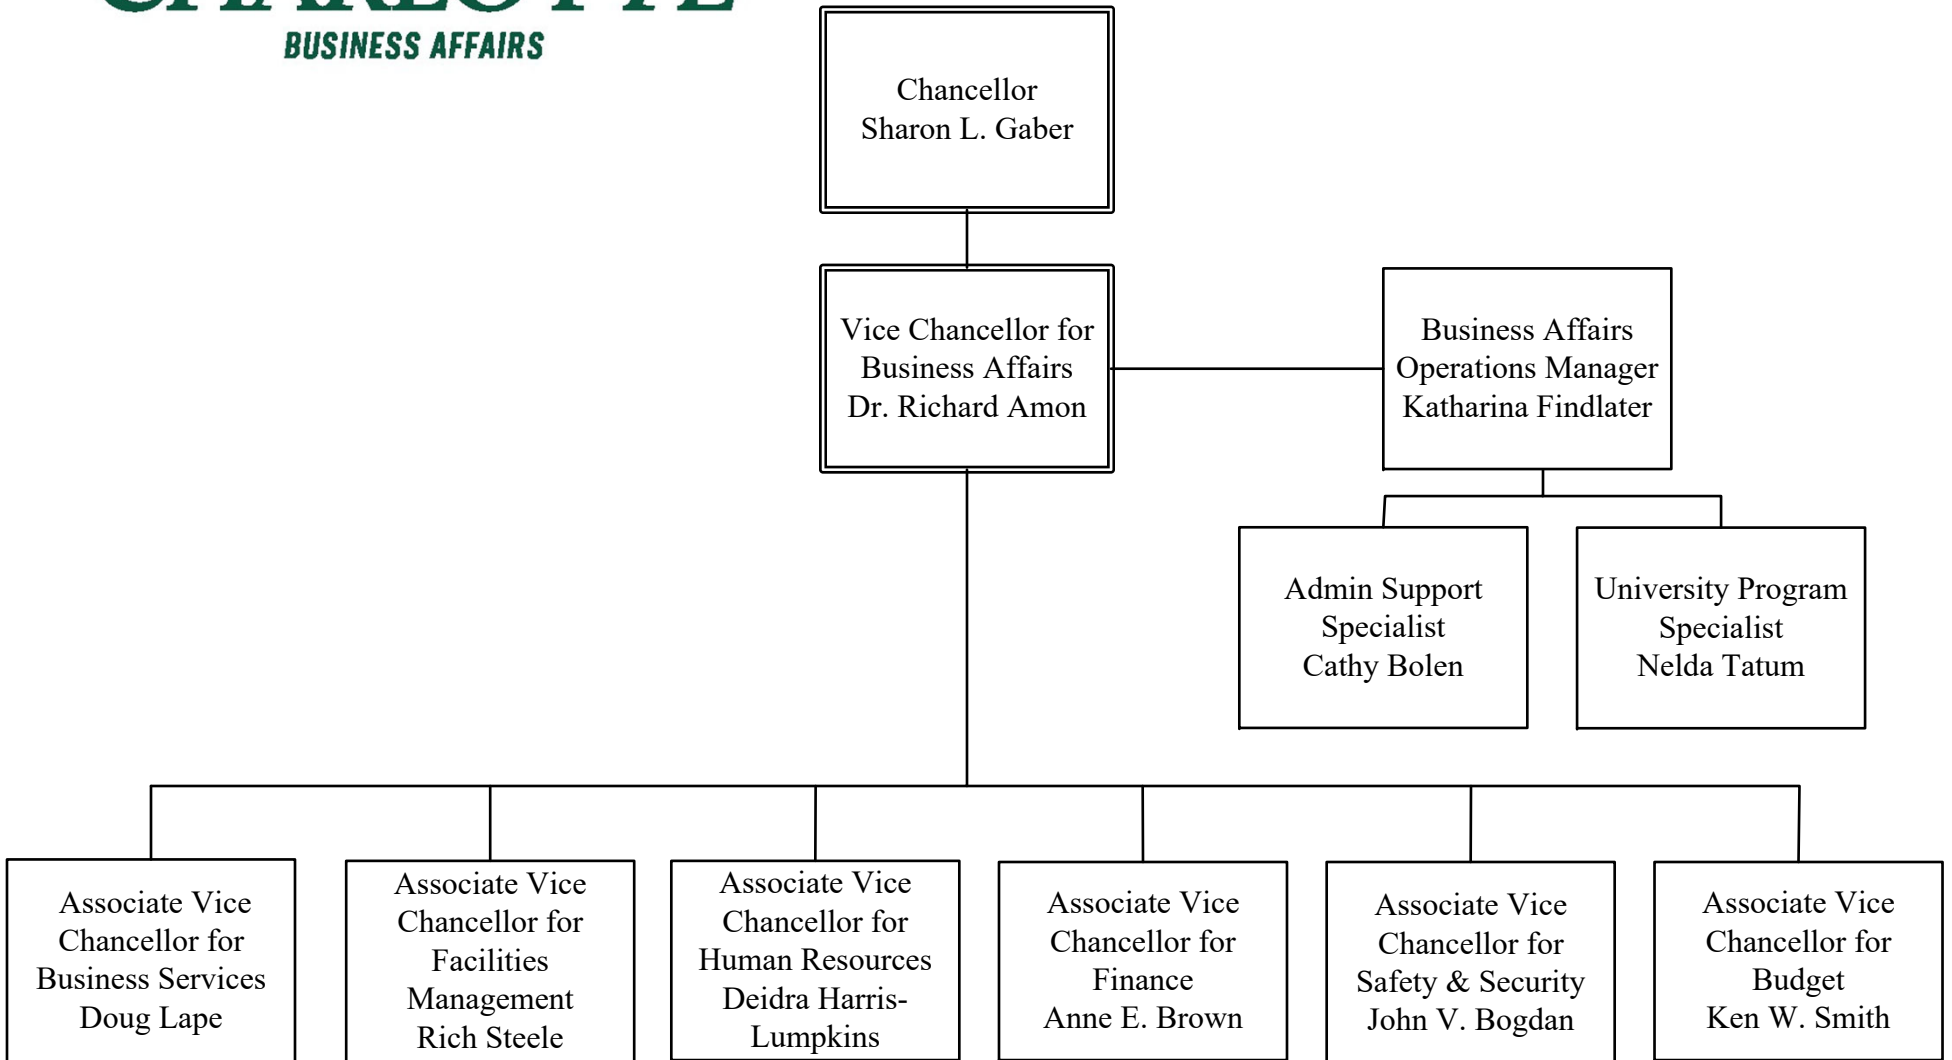 CHARLOTTE
BUSINESS AFFAIRS
Chancellor
Sharon L. Gaber
Vice Chancellor for
Business Affairs
Dr. Richard Amon
Business Affairs
Operations Manager
Katharina Findlater
Admin Support
Specialist
Cathy Bolen
University Program
Specialist
Nelda Tatum
Associate Vice
Chancellor for
Business Services
Doug Lape
Associate Vice
Chancellor for
Facilities
Management
Rich Steele
Associate Vice
Chancellor for
Human Resources
Deidra Harris-
Lumpkins
Associate Vice
Chancellor for
Finance
Anne E. Brown
Associate Vice
Chancellor for
Safety & Security
John V. Bogdan
Associate Vice
Chancellor for
Budget
Ken W. Smith